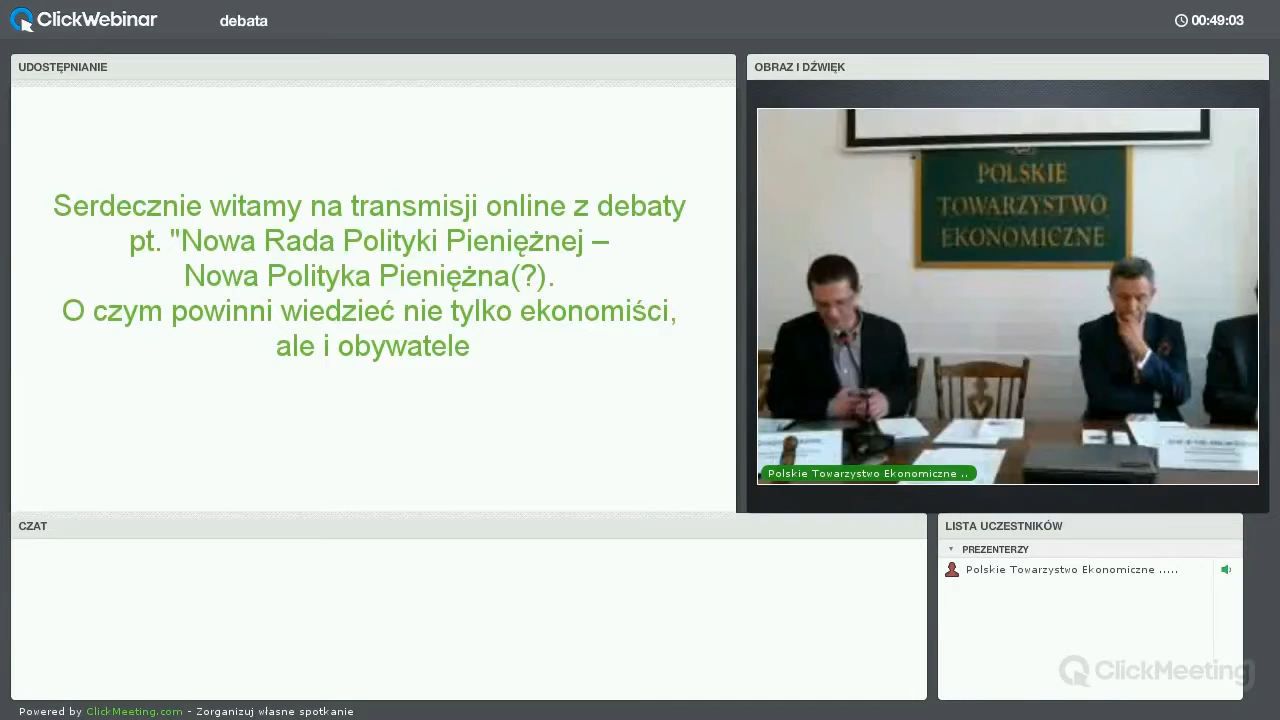 ClickWebinar
debata
00:49:03
UDOSTĘPNIANIE
Serdecznie witamy na transmisji online z debaty
pt. "Nowa Rada Polityki Pieniężnej –
Nowa Polityka Pieniężna(?).
O czym powinni wiedzieć nie tylko ekonomiści,
ale i obywatele
OBRAZ I DŹWIĘK
POLSKIE
TOWARZYSTWO
EKONOMICZNE
Polskie Towarzystwo Ekonomiczne ..
CZAT
LISTA UCZESTNIKÓW
PREZENTERZY
Polskie Towarzystwo Ekonomiczne .....
ClickMeeting
Powered by ClickMeeting.com - Zorganizuj własne spotkanie